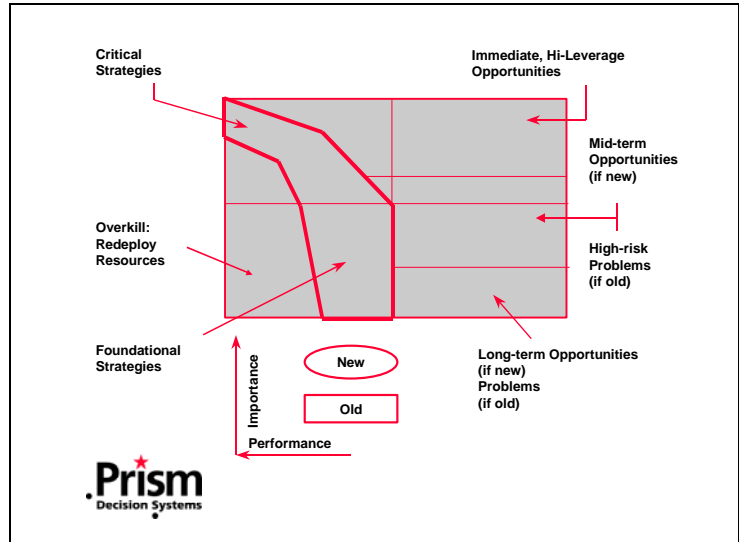 Critical
Strategies
Immediate, Hi-Leverage
Opportunities
Mid-term
Opportunities
(if new)
Overkill:
Redeploy
Resources
High-risk
Problems
(if old)
Foundational
Strategies
Long-term Opportunities
(if new)
Problems
(if old)
New
Old
Importance
Performance
Prism
Decision Systems